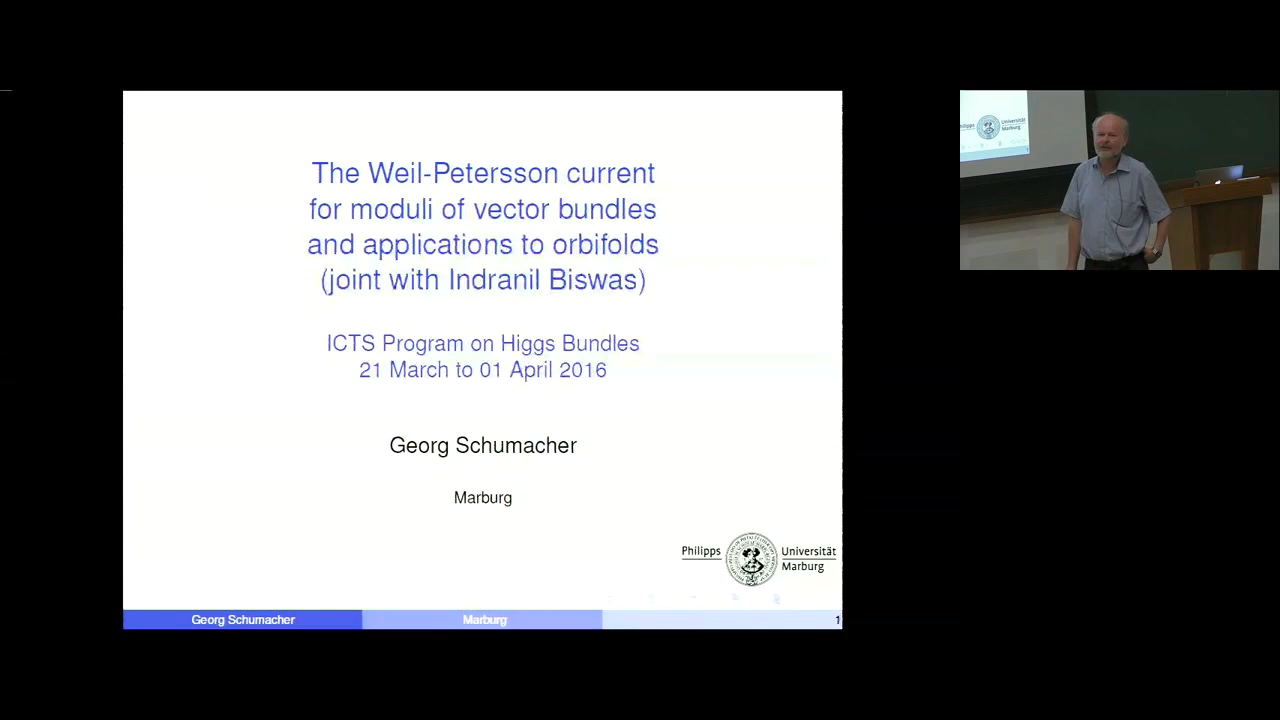 The Weil-Petersson current
for moduli of vector bundles
and applications to orbifolds
(joint with Indranil Biswas)
ICTS Program on Higgs Bundles
21 March to 01 April 2016
Georg Schumacher
Marburg
Philipps Universität
Marburg
Georg Schumacher Marburg 1
Universität
Marburg